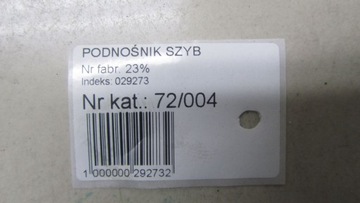 PODNOŚNIK SZYB
Nr fabr. 23%
Indeks: 029273
Nr kat.: 72/004
1 000000 292732